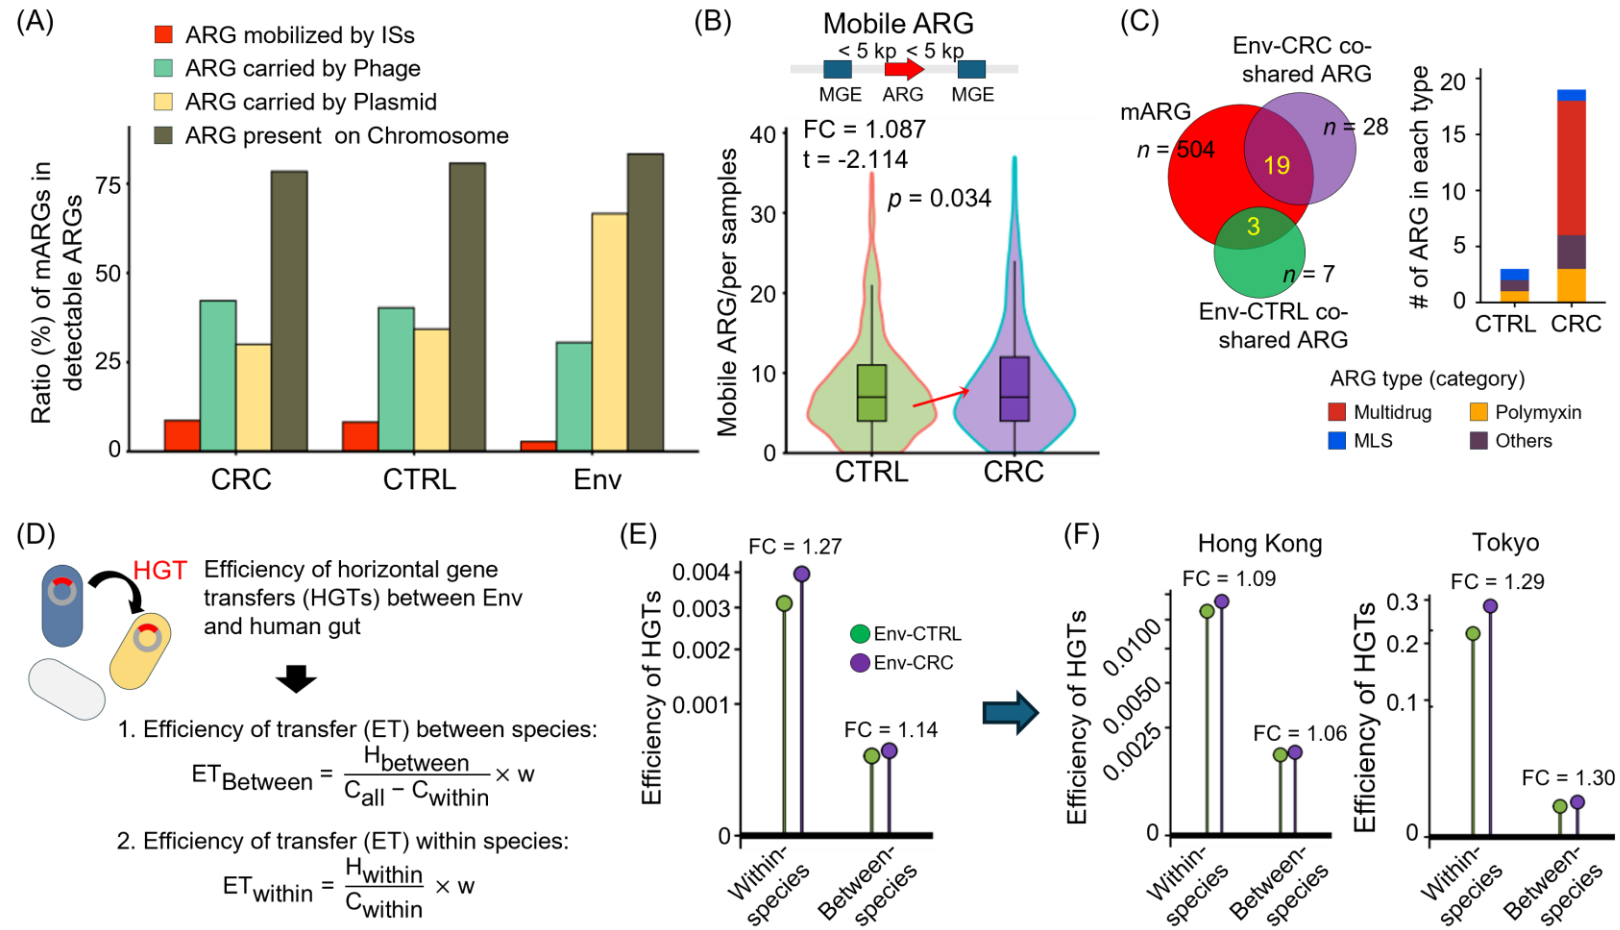 (A)
ARG mobilized by ISs
ARG carried by Phage
ARG carried by Plasmid
ARG present on Chromosome
Ratio (%) of mARGs in
detectable ARGs
75
50
25
0
CRC
CTRL
Env
(B)
Mobile ARG
< 5 kp
< 5 kp
MGE
ARG
MGE
FC = 1.087
t = -2.114
p = 0.034
Mobile ARG/per samples
40
30
20
10
0
CTRL
CRC
(C)
Env-CRC co-
shared ARG
mARG
n = 504
n = 28
19
3
n = 7
Env-CTRL co-
shared ARG
# of ARG in each type
20
15
10
5
0
CTRL
CRC
ARG type (category)
Multidrug
Polymyxin
MLS
Others
(D)
HGT
Efficiency of horizontal gene
transfers (HGTs) between Env
and human gut
1. Efficiency of transfer (ET) between species:
ETBetween = Hbetween / (Call − Cwithin) × w
2. Efficiency of transfer (ET) within species:
ETwithin = Hwithin / Cwithin × w
(E)
FC = 1.27
Efficiency of HGTs
0.004
0.003
0.002
0.001
0
Env-CTRL
Env-CRC
FC = 1.14
Within-
species
Between-
species
(F)
Hong Kong
FC = 1.09
Efficiency of HGTs
0.0100
0.0050
0.0025
0
FC = 1.06
Within-
species
Between-
species
Tokyo
FC = 1.29
Efficiency of HGTs
0.3
0.2
0.1
0
FC = 1.30
Within-
species
Between-
species